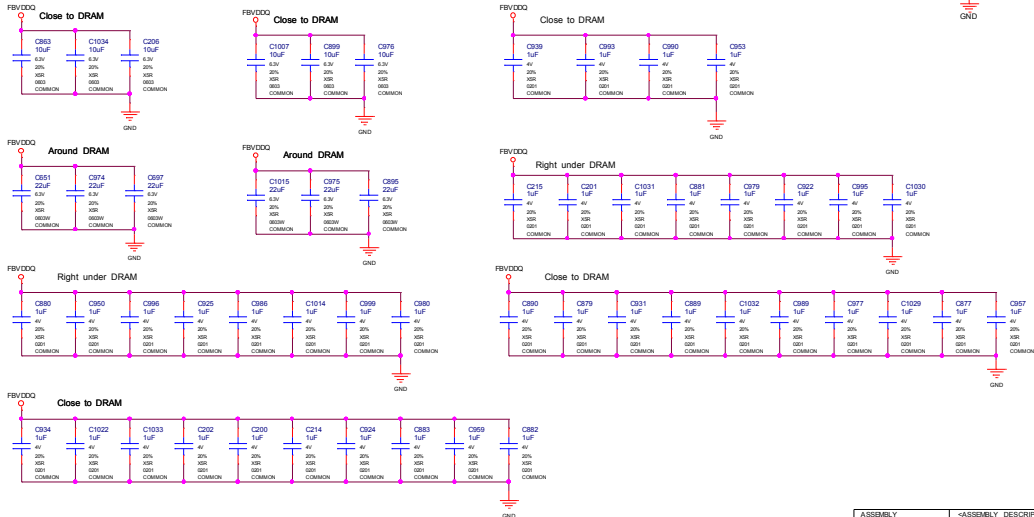 GND
FBVDDQ
Close to DRAM
C863 C1034 C206
10uF 10uF 10uF
6.3V 6.3V 6.3V
20% 20% 20%
X5R X5R X5R
0603 0603 0603
COMMON COMMON COMMON
GND
FBVDDQ
Close to DRAM
C1007 C899 C976
10uF 10uF 10uF
6.3V 6.3V 6.3V
20% 20% 20%
X5R X5R X5R
0603 0603 0603
COMMON COMMON COMMON
GND
FBVDDQ
Close to DRAM
C939 C993 C990 C953
1uF 1uF 1uF 1uF
4V 4V 4V 4V
20% 20% 20% 20%
X5R X5R X5R X5R
0201 0201 0201 0201
COMMON COMMON COMMON COMMON
GND
FBVDDQ
Around DRAM
C651 C974 C697
22uF 22uF 22uF
6.3V 6.3V 6.3V
20% 20% 20%
X5R X5R X5R
0603W 0603W 0603W
COMMON COMMON COMMON
GND
FBVDDQ
Around DRAM
C1015 C975 C895
22uF 22uF 22uF
6.3V 6.3V 6.3V
20% 20% 20%
X5R X5R X5R
0603W 0603W 0603W
COMMON COMMON COMMON
GND
FBVDDQ
Right under DRAM
C215 C201 C1031 C881 C979 C922 C995 C1030
1uF 1uF 1uF 1uF 1uF 1uF 1uF 1uF
4V 4V 4V 4V 4V 4V 4V 4V
20% 20% 20% 20% 20% 20% 20% 20%
X5R X5R X5R X5R X5R X5R X5R X5R
0201 0201 0201 0201 0201 0201 0201 0201
COMMON COMMON COMMON COMMON COMMON COMMON COMMON COMMON
GND
FBVDDQ
Right under DRAM
C880 C950 C996 C925 C986 C1014 C999 C980
1uF 1uF 1uF 1uF 1uF 1uF 1uF 1uF
4V 4V 4V 4V 4V 4V 4V 4V
20% 20% 20% 20% 20% 20% 20% 20%
X5R X5R X5R X5R X5R X5R X5R X5R
0201 0201 0201 0201 0201 0201 0201 0201
COMMON COMMON COMMON COMMON COMMON COMMON COMMON COMMON
GND
FBVDDQ
Close to DRAM
C890 C879 C931 C889 C1032 C989 C977 C1029 C877 C957
1uF 1uF 1uF 1uF 1uF 1uF 1uF 1uF 1uF 1uF
4V 4V 4V 4V 4V 4V 4V 4V 4V 4V
20% 20% 20% 20% 20% 20% 20% 20% 20% 20%
X5R X5R X5R X5R X5R X5R X5R X5R X5R X5R
0201 0201 0201 0201 0201 0201 0201 0201 0201 0201
COMMON COMMON COMMON COMMON COMMON COMMON COMMON COMMON COMMON COMMON
GND
FBVDDQ
Close to DRAM
C934 C1022 C1033 C202 C200 C214 C924 C883 C959 C882
1uF 1uF 1uF 1uF 1uF 1uF 1uF 1uF 1uF 1uF
4V 4V 4V 4V 4V 4V 4V 4V 4V 4V
20% 20% 20% 20% 20% 20% 20% 20% 20% 20%
X5R X5R X5R X5R X5R X5R X5R X5R X5R X5R
0201 0201 0201 0201 0201 0201 0201 0201 0201 0201
COMMON COMMON COMMON COMMON COMMON COMMON COMMON COMMON COMMON COMMON
GND
ASSEMBLY <ASSEMBLY_DESCRIP